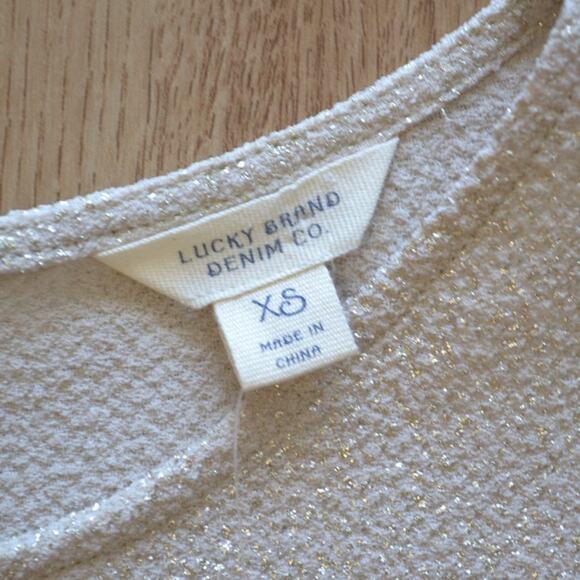 LUCKY BRAND
DENIM CO.
XS
MADE IN
CHINA